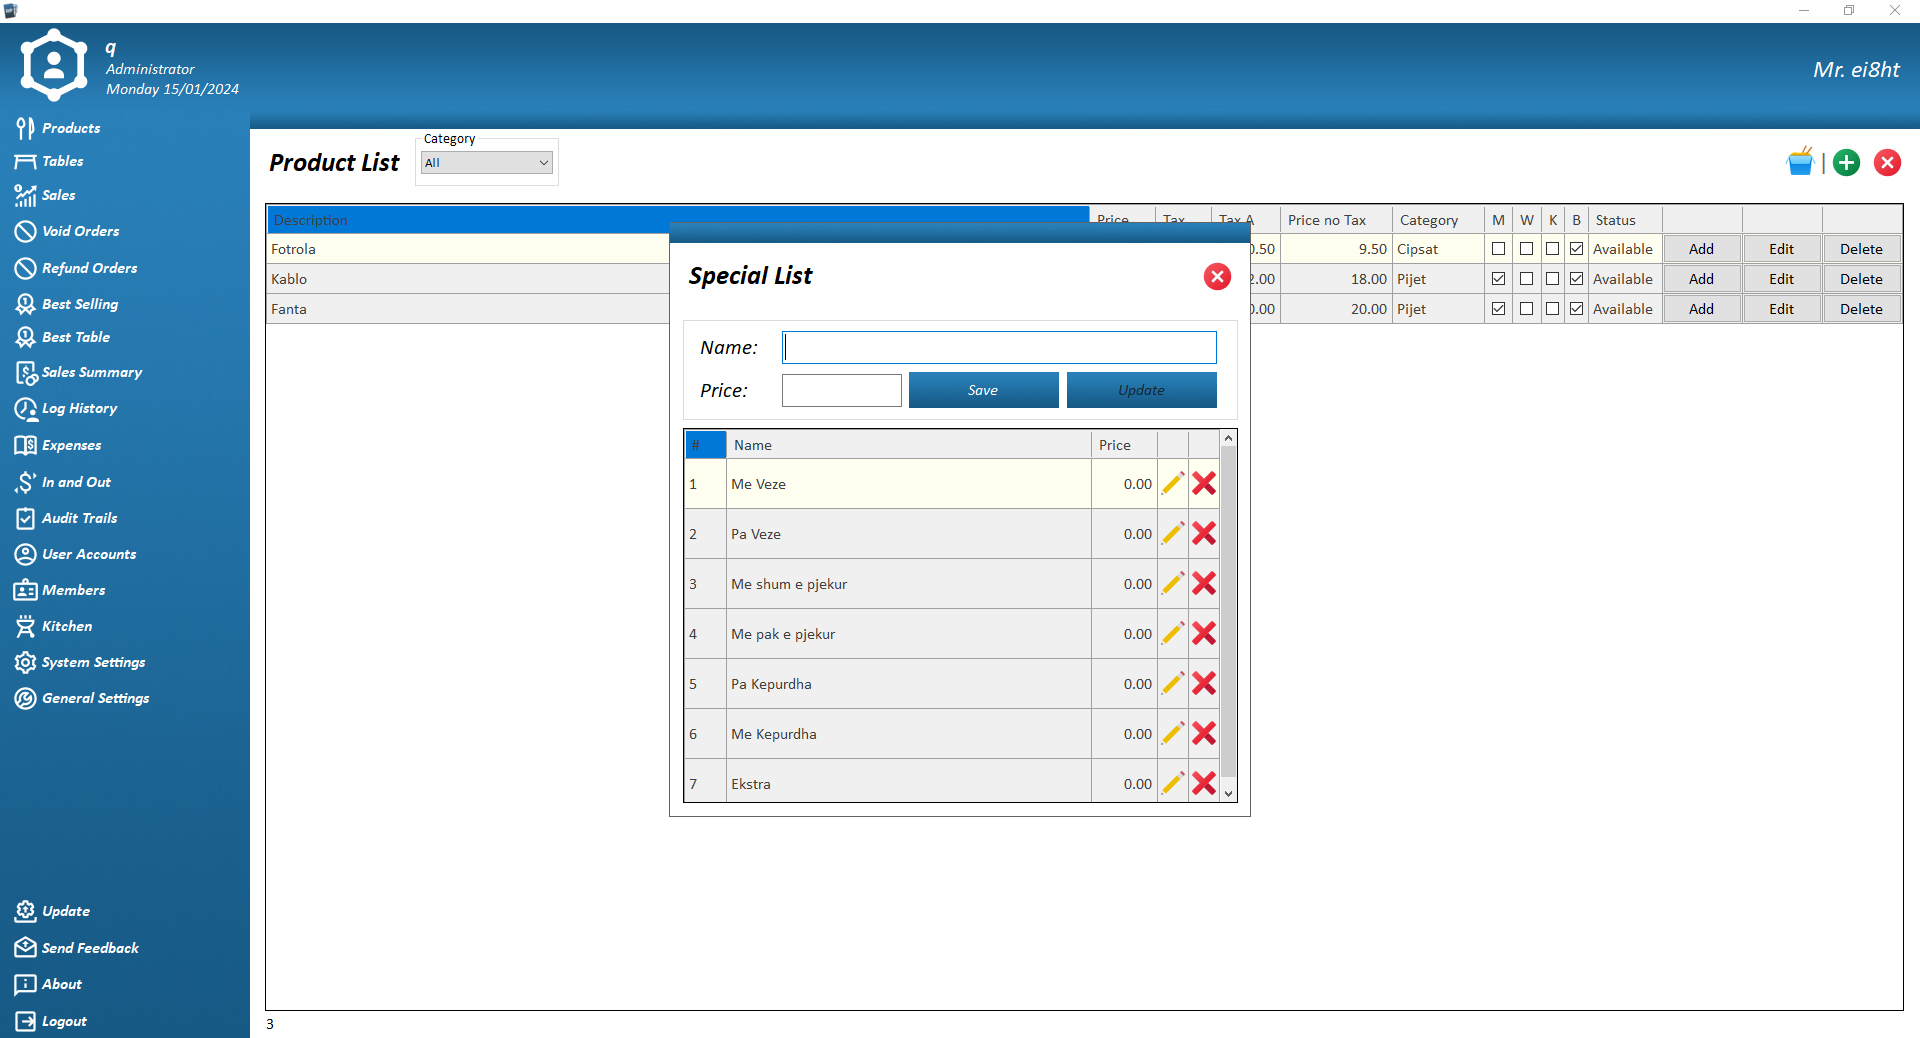 q
Administrator
Monday 15/01/2024
Mr. ei8ht
Products
Tables
Sales
Void Orders
Refund Orders
Best Selling
Best Table
Sales Summary
Log History
Expenses
In and Out
Audit Trails
User Accounts
Members
Kitchen
System Settings
General Settings
Update
Send Feedback
About
Logout
Product List
Category
All
|
Description Price Tax Tax A Price no Tax Category M W K B Status
Fotrola 0.50 9.50 Cipsat Available Add Edit Delete
Kablo 2.00 18.00 Pijet Available Add Edit Delete
Fanta 0.00 20.00 Pijet Available Add Edit Delete
Special List
Name:
Price: Save Update
# Name Price
1 Me Veze 0.00
2 Pa Veze 0.00
3 Me shum e pjekur 0.00
4 Me pak e pjekur 0.00
5 Pa Kepurdha 0.00
6 Me Kepurdha 0.00
7 Ekstra 0.00
3